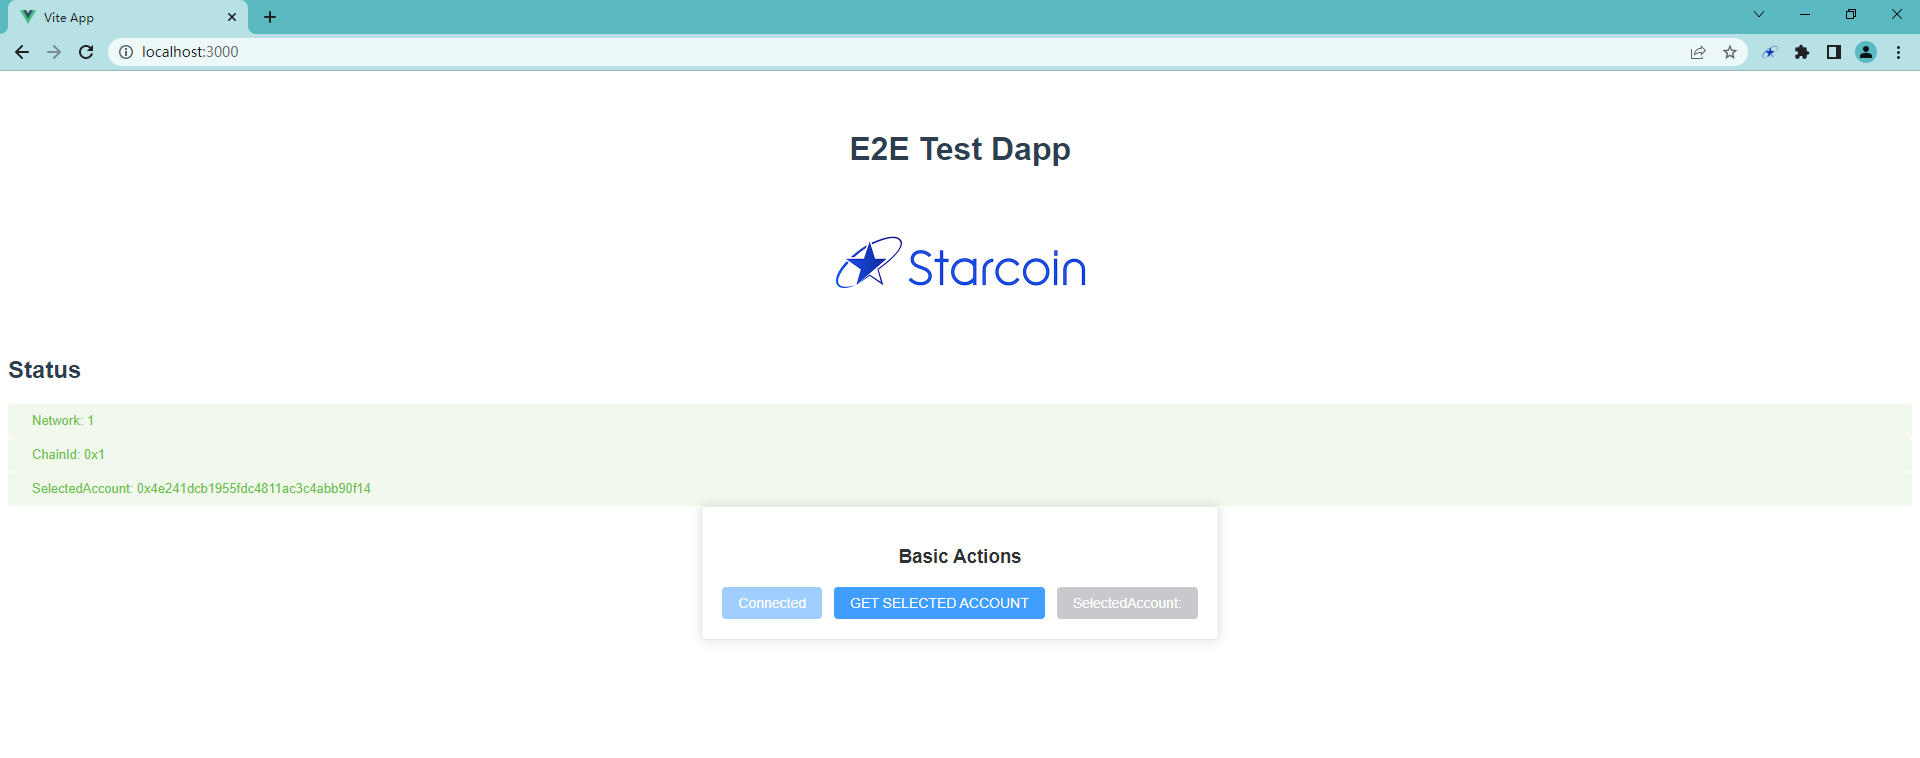 Vite App
localhost:3000
E2E Test Dapp
Starcoin
Status
Network: 1
ChainId: 0x1
SelectedAccount: 0x4e241dcb1955fdc4811ac3c4abb90f14
Basic Actions
Connected GET SELECTED ACCOUNT SelectedAccount: